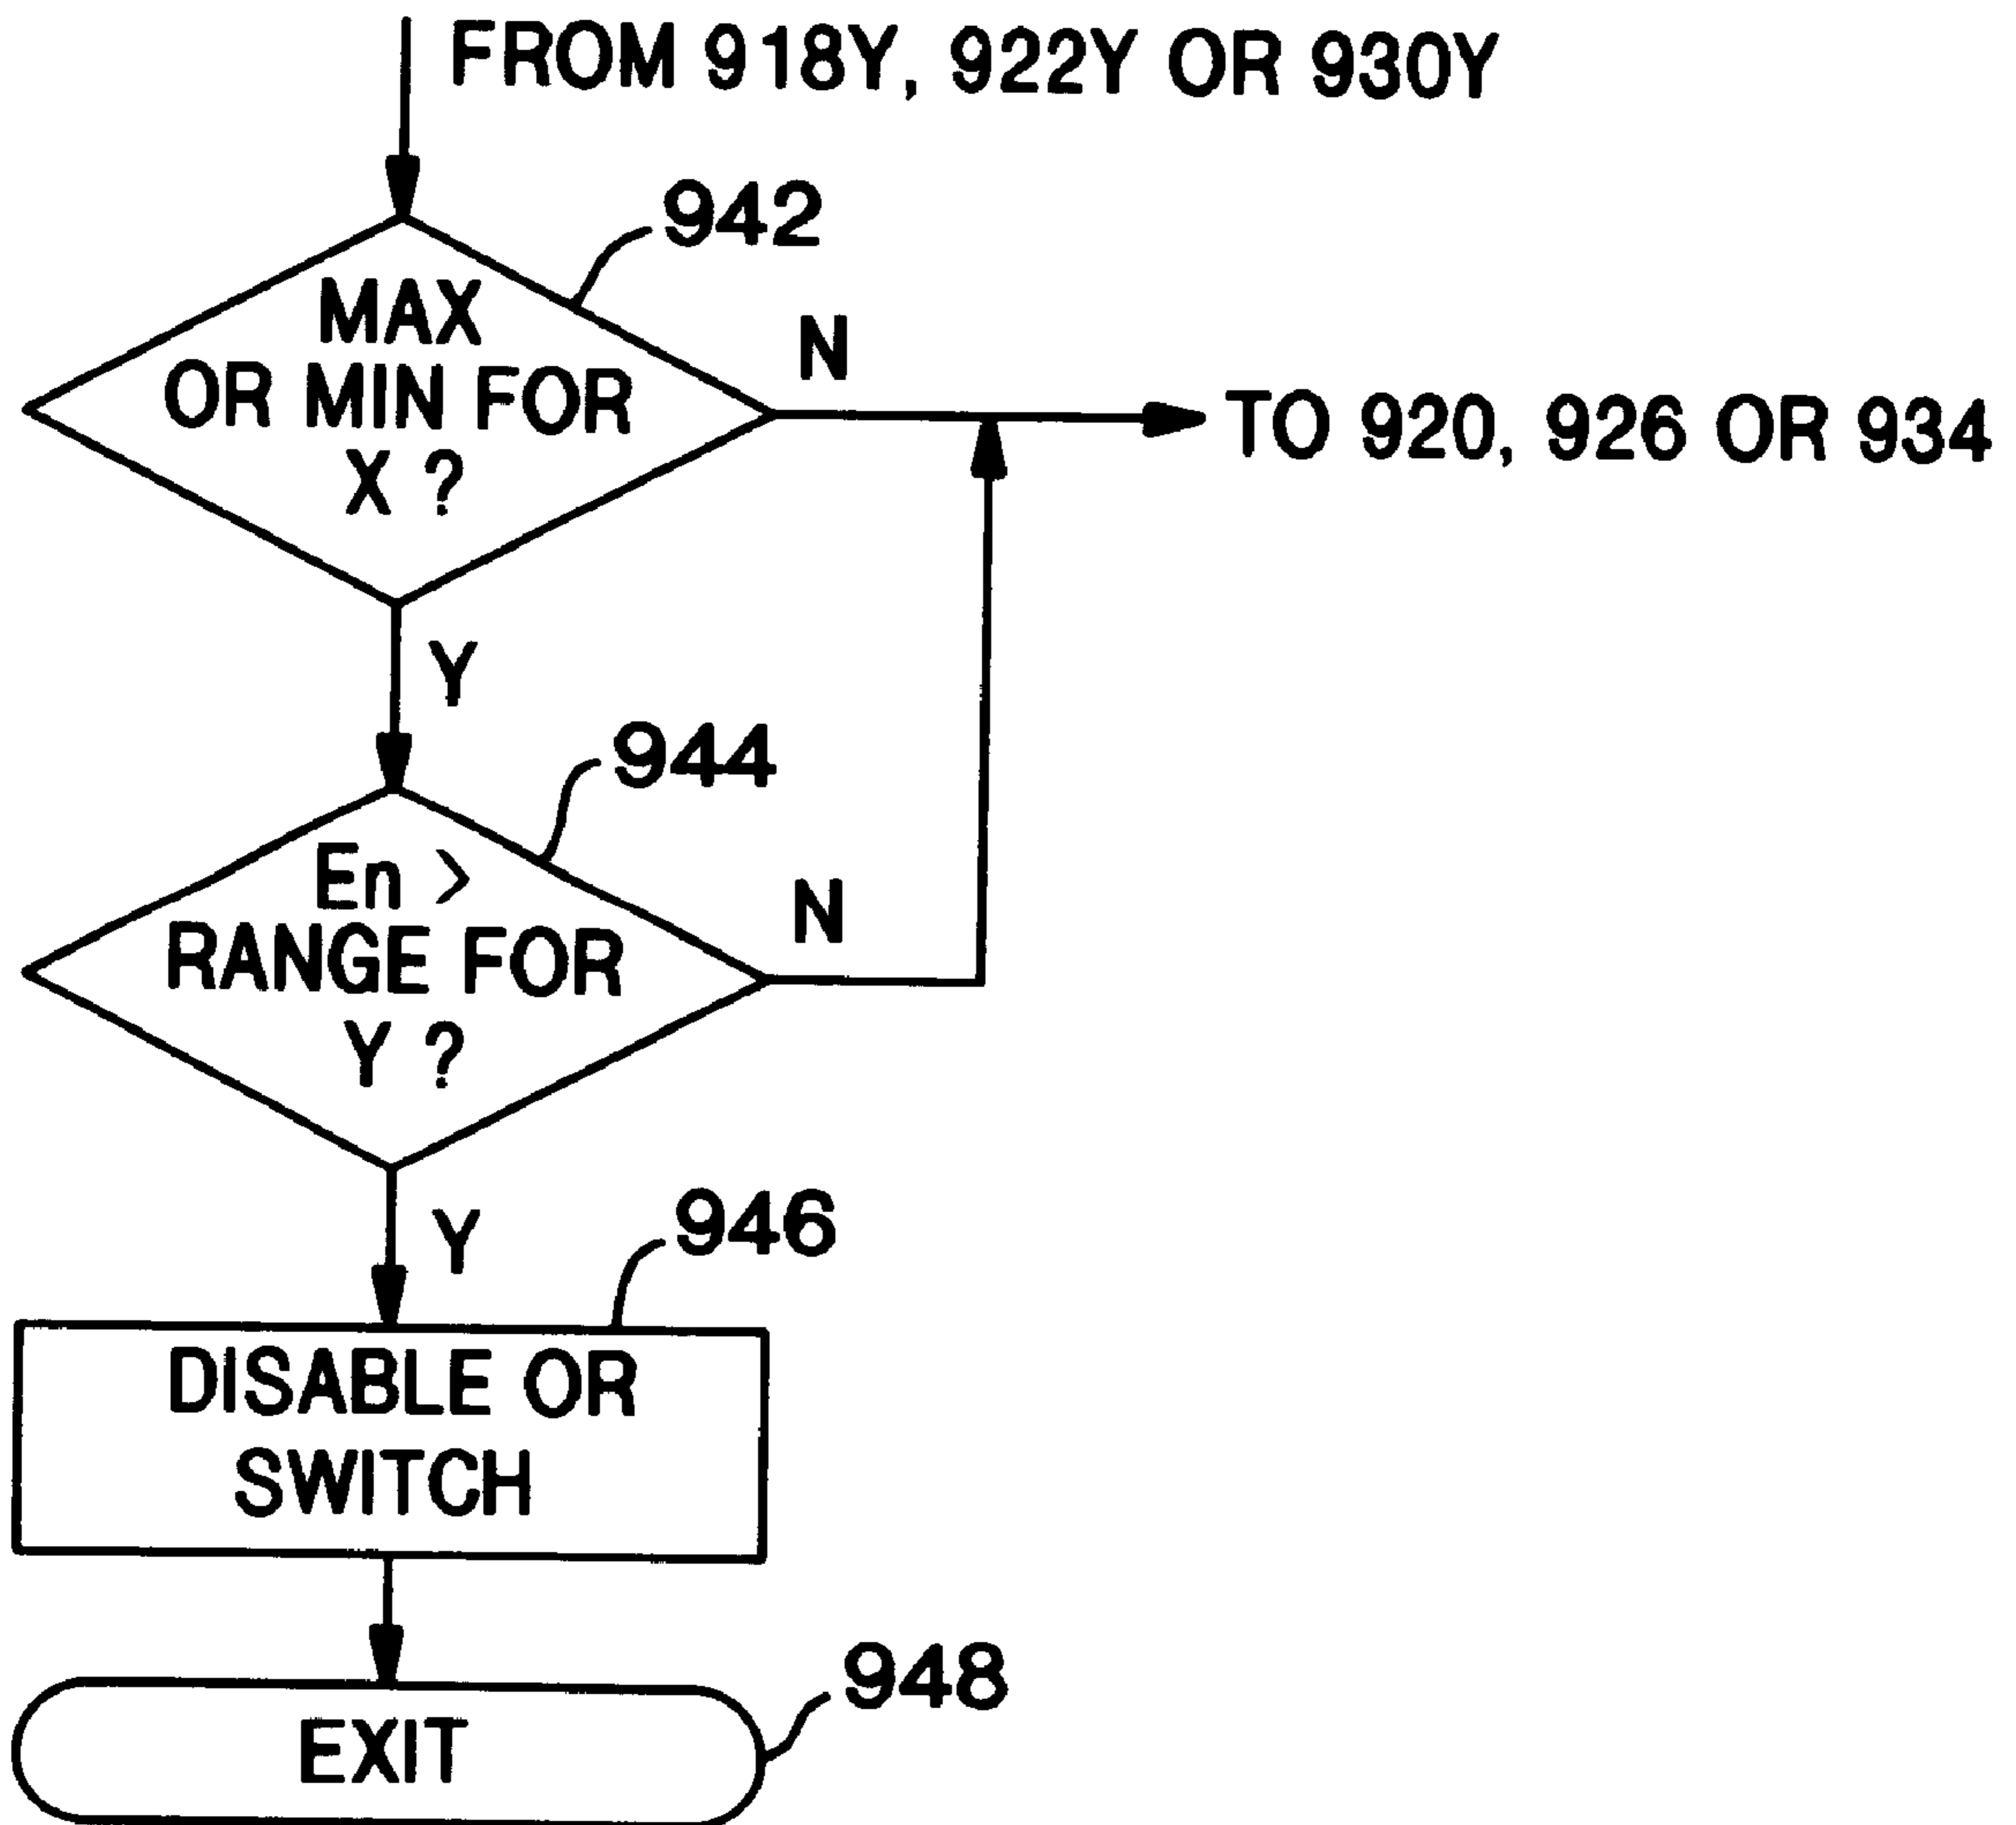 FROM 918Y, 922Y OR 930Y
942
MAX
OR MIN FOR
X ?
N
TO 920, 926 OR 934
Y
944
En >
RANGE FOR
Y ?
N
Y
946
DISABLE OR
SWITCH
948
EXIT